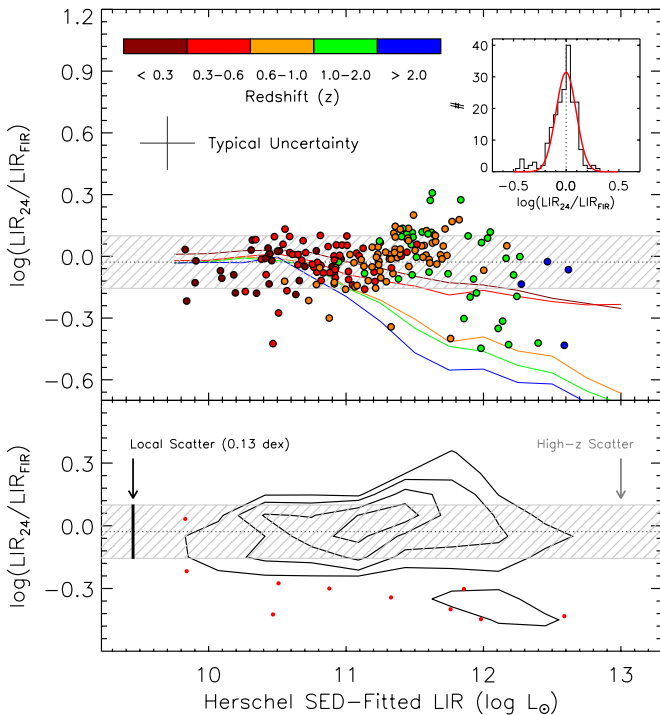 1.2
0.9
0.6
0.3
0.0
-0.3
-0.6
log(LIR24/LIRFIR)
< 0.3 0.3-0.6 0.6-1.0 1.0-2.0 > 2.0
Redshift (z)
Typical Uncertainty
40
30
20
10
0
#
-0.5 0.0 0.5
log(LIR24/LIRFIR)
Local Scatter (0.13 dex)
High-z Scatter
0.3
0.0
-0.3
log(LIR24/LIRFIR)
10 11 12 13
Herschel SED-Fitted LIR (log L⊙)